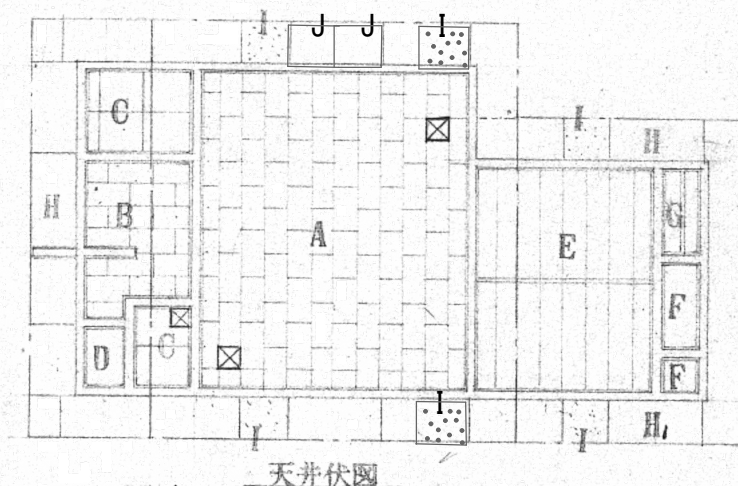 I J J I
C I H
H B A E G
F
C D F
I
I I H
天井伏図